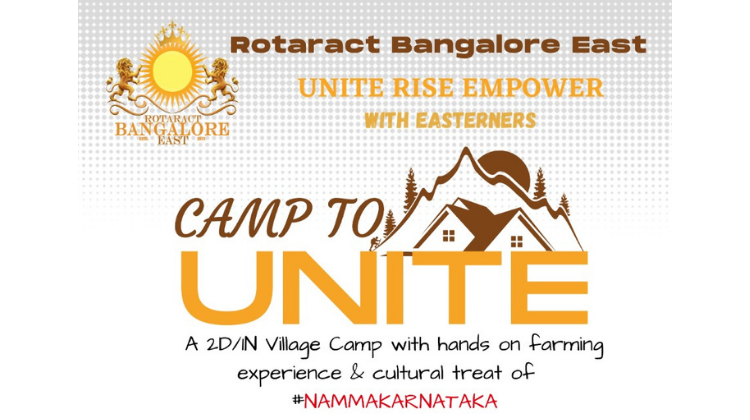 Rotaract Bangalore East
UNITE RISE EMPOWER
WITH EASTERNERS
ROTARACT
BANGALORE
EAST
CAMP TO
UNITE
A 2D/1N Village Camp with hands on farming
experience & cultural treat of
#NAMMAKARNATAKA